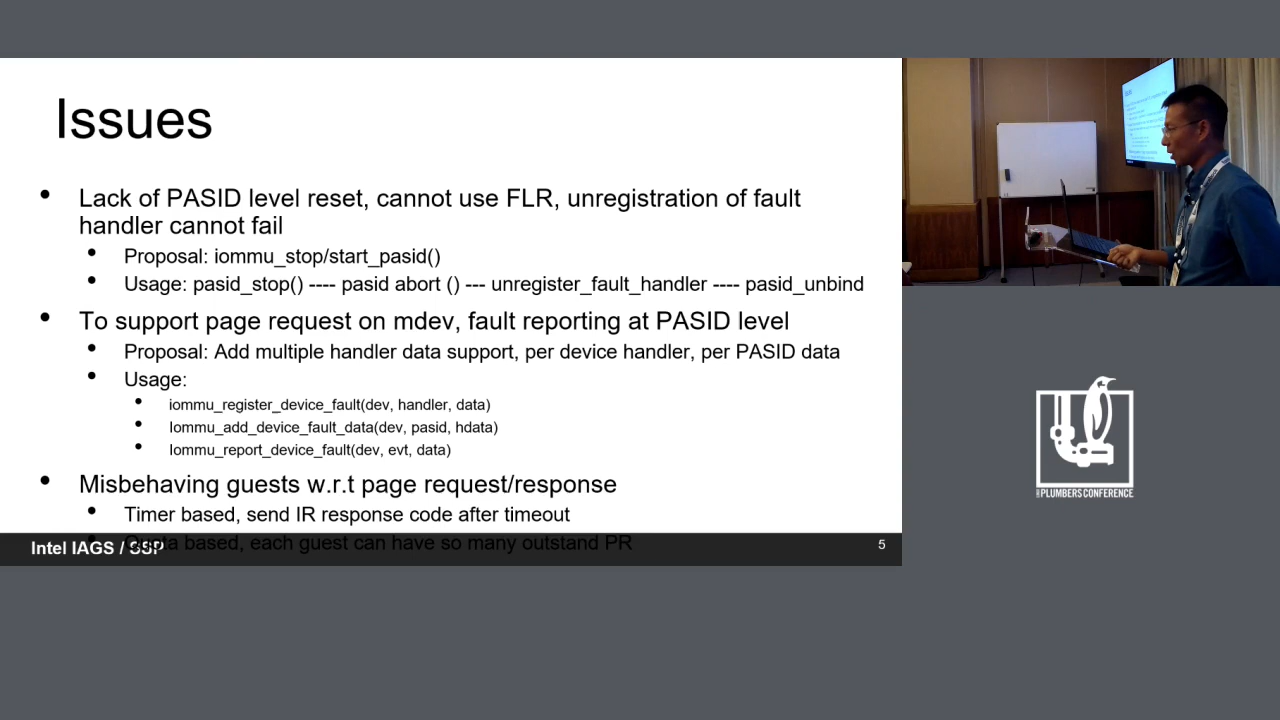 Issues
Lack of PASID level reset, cannot use FLR, unregistration of fault
handler cannot fail
Proposal: iommu_stop/start_pasid()
Usage: pasid_stop() ---- pasid abort () --- unregister_fault_handler ---- pasid_unbind
To support page request on mdev, fault reporting at PASID level
Proposal: Add multiple handler data support, per device handler, per PASID data
Usage:
iommu_register_device_fault(dev, handler, data)
Iommu_add_device_fault_data(dev, pasid, hdata)
Iommu_report_device_fault(dev, evt, data)
Misbehaving guests w.r.t page request/response
Timer based, send IR response code after timeout
Quota based, each guest can have so many outstand PR
Intel IAGS / SSP
5
PLUMBERS CONFERENCE